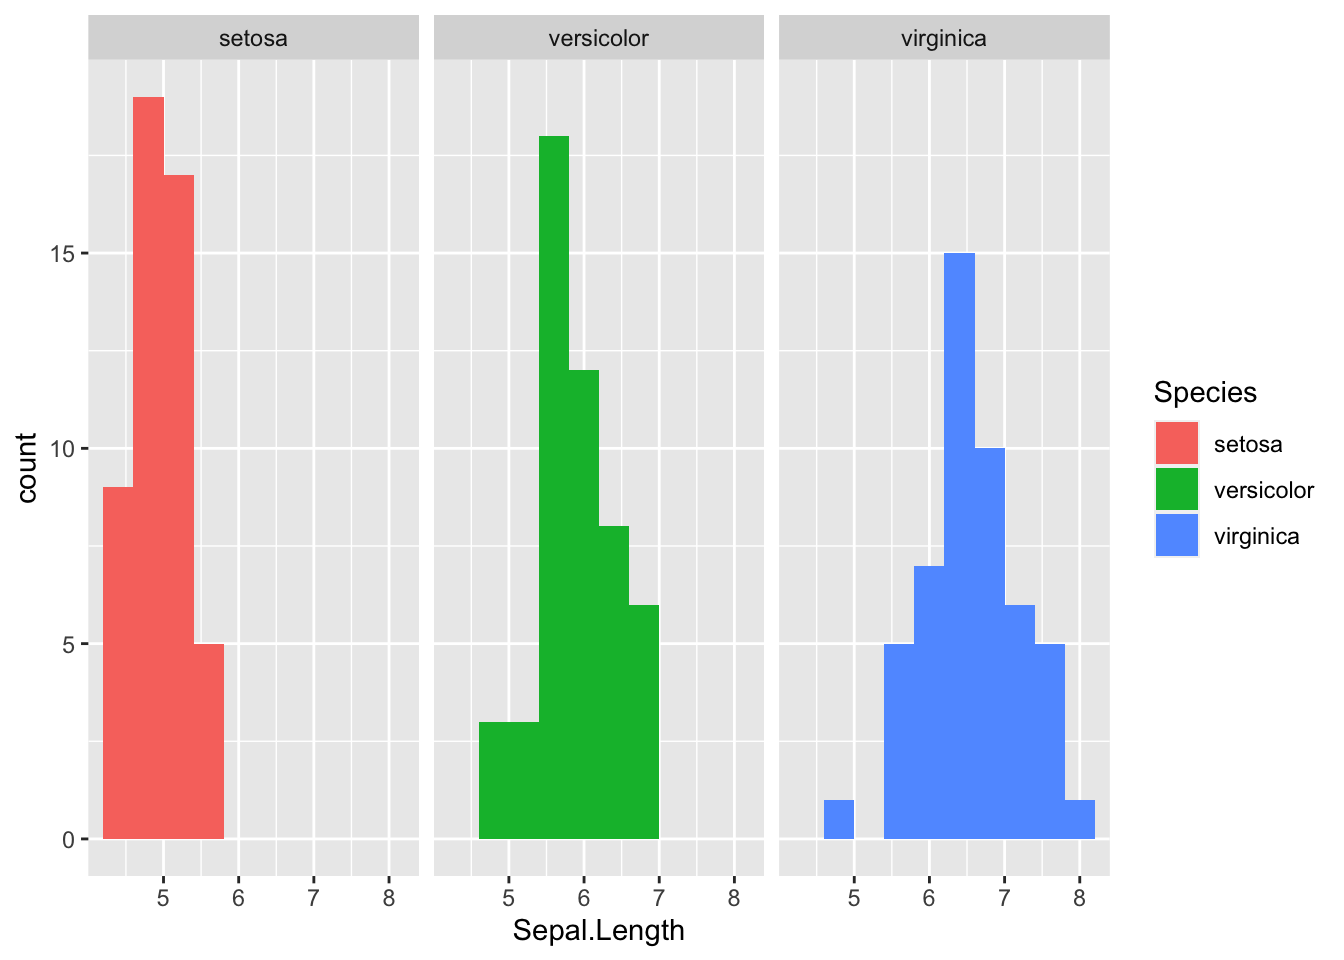 setosa
versicolor
virginica
15
10
5
0
count
5 6 7 8
5 6 7 8
5 6 7 8
Sepal.Length
Species
setosa
versicolor
virginica